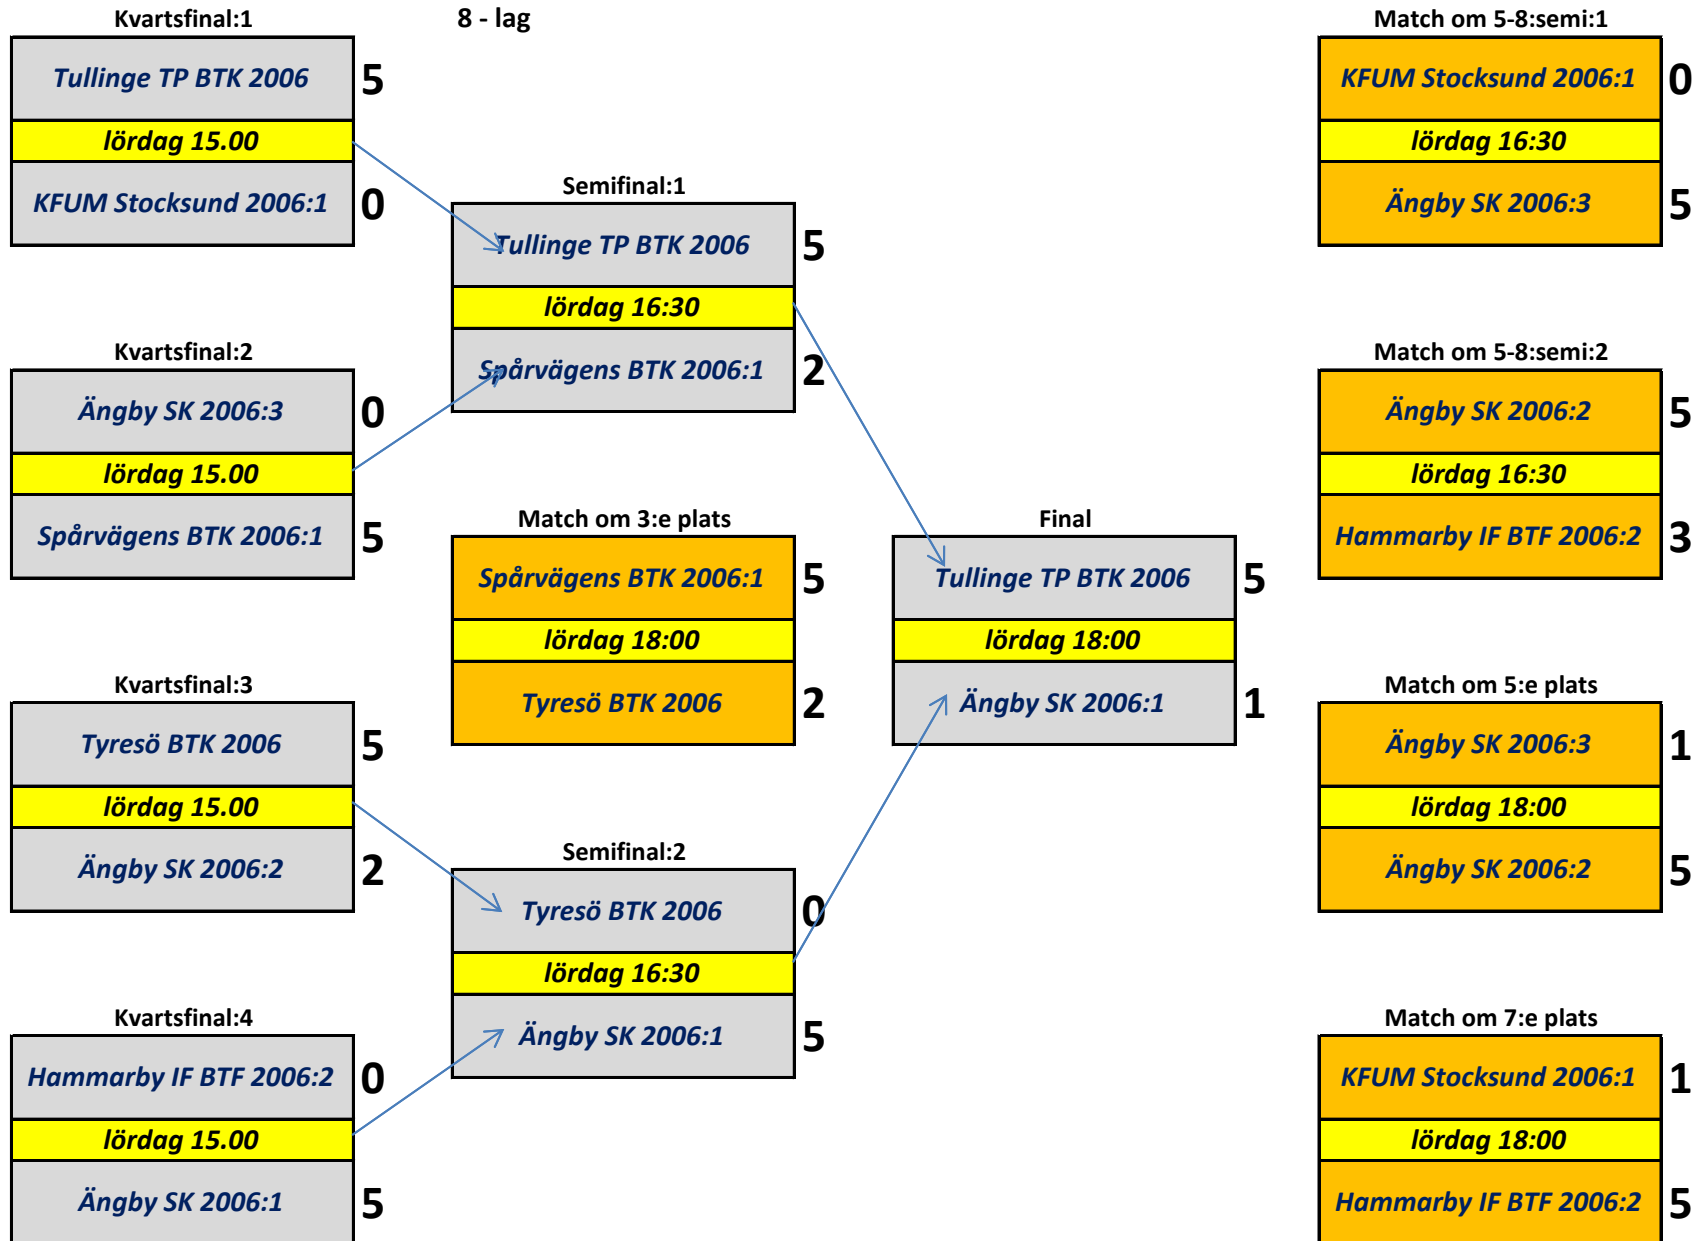 Kvartsfinal:1
Tullinge TP BTK 2006 5
lördag 15.00
KFUM Stocksund 2006:1 0
Kvartsfinal:2
Ängby SK 2006:3 0
lördag 15.00
Spårvägens BTK 2006:1 5
Kvartsfinal:3
Tyresö BTK 2006 5
lördag 15.00
Ängby SK 2006:2 2
Kvartsfinal:4
Hammarby IF BTF 2006:2 0
lördag 15.00
Ängby SK 2006:1 5
8 - lag
Semifinal:1
Tullinge TP BTK 2006 5
lördag 16:30
Spårvägens BTK 2006:1 2
Match om 3:e plats
Spårvägens BTK 2006:1 5
lördag 18:00
Tyresö BTK 2006 2
Semifinal:2
Tyresö BTK 2006 0
lördag 16:30
Ängby SK 2006:1 5
Final
Tullinge TP BTK 2006 5
lördag 18:00
Ängby SK 2006:1 1
Match om 5-8:semi:1
KFUM Stocksund 2006:1 0
lördag 16:30
Ängby SK 2006:3 5
Match om 5-8:semi:2
Ängby SK 2006:2 5
lördag 16:30
Hammarby IF BTF 2006:2 3
Match om 5:e plats
Ängby SK 2006:3 1
lördag 18:00
Ängby SK 2006:2 5
Match om 7:e plats
KFUM Stocksund 2006:1 1
lördag 18:00
Hammarby IF BTF 2006:2 5